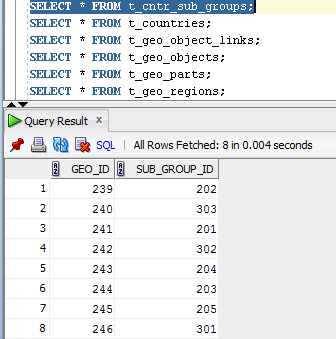 SELECT * FROM t_cntr_sub_groups;
SELECT * FROM t_countries;
SELECT * FROM t_geo_object_links;
SELECT * FROM t_geo_objects;
SELECT * FROM t_geo_parts;
SELECT * FROM t_geo_regions;
Query Result x
SQL | All Rows Fetched: 8 in 0.004 seconds
GEO_ID SUB_GROUP_ID
1 239 202
2 240 303
3 241 201
4 242 302
5 243 204
6 244 203
7 245 205
8 246 301